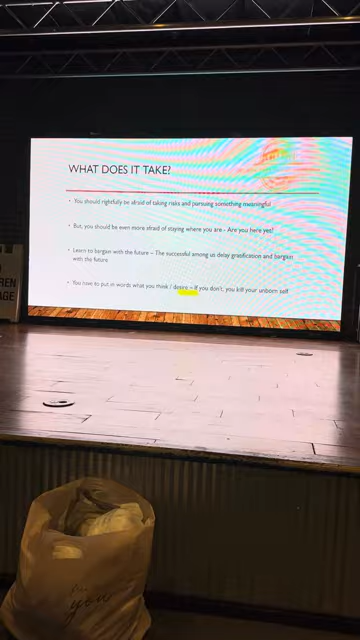 WHAT DOES IT TAKE?
• You should rightfully be afraid of taking risks and pursuing something meaningful
• But, you should be even more afraid of staying where you are - Are you here yet?
• Learn to bargain with the future – The successful among us delay gratification and bargain
with the future
• You have to put in words what you think / desire – if you don't, you kill your unborn self
REN
AGE
you